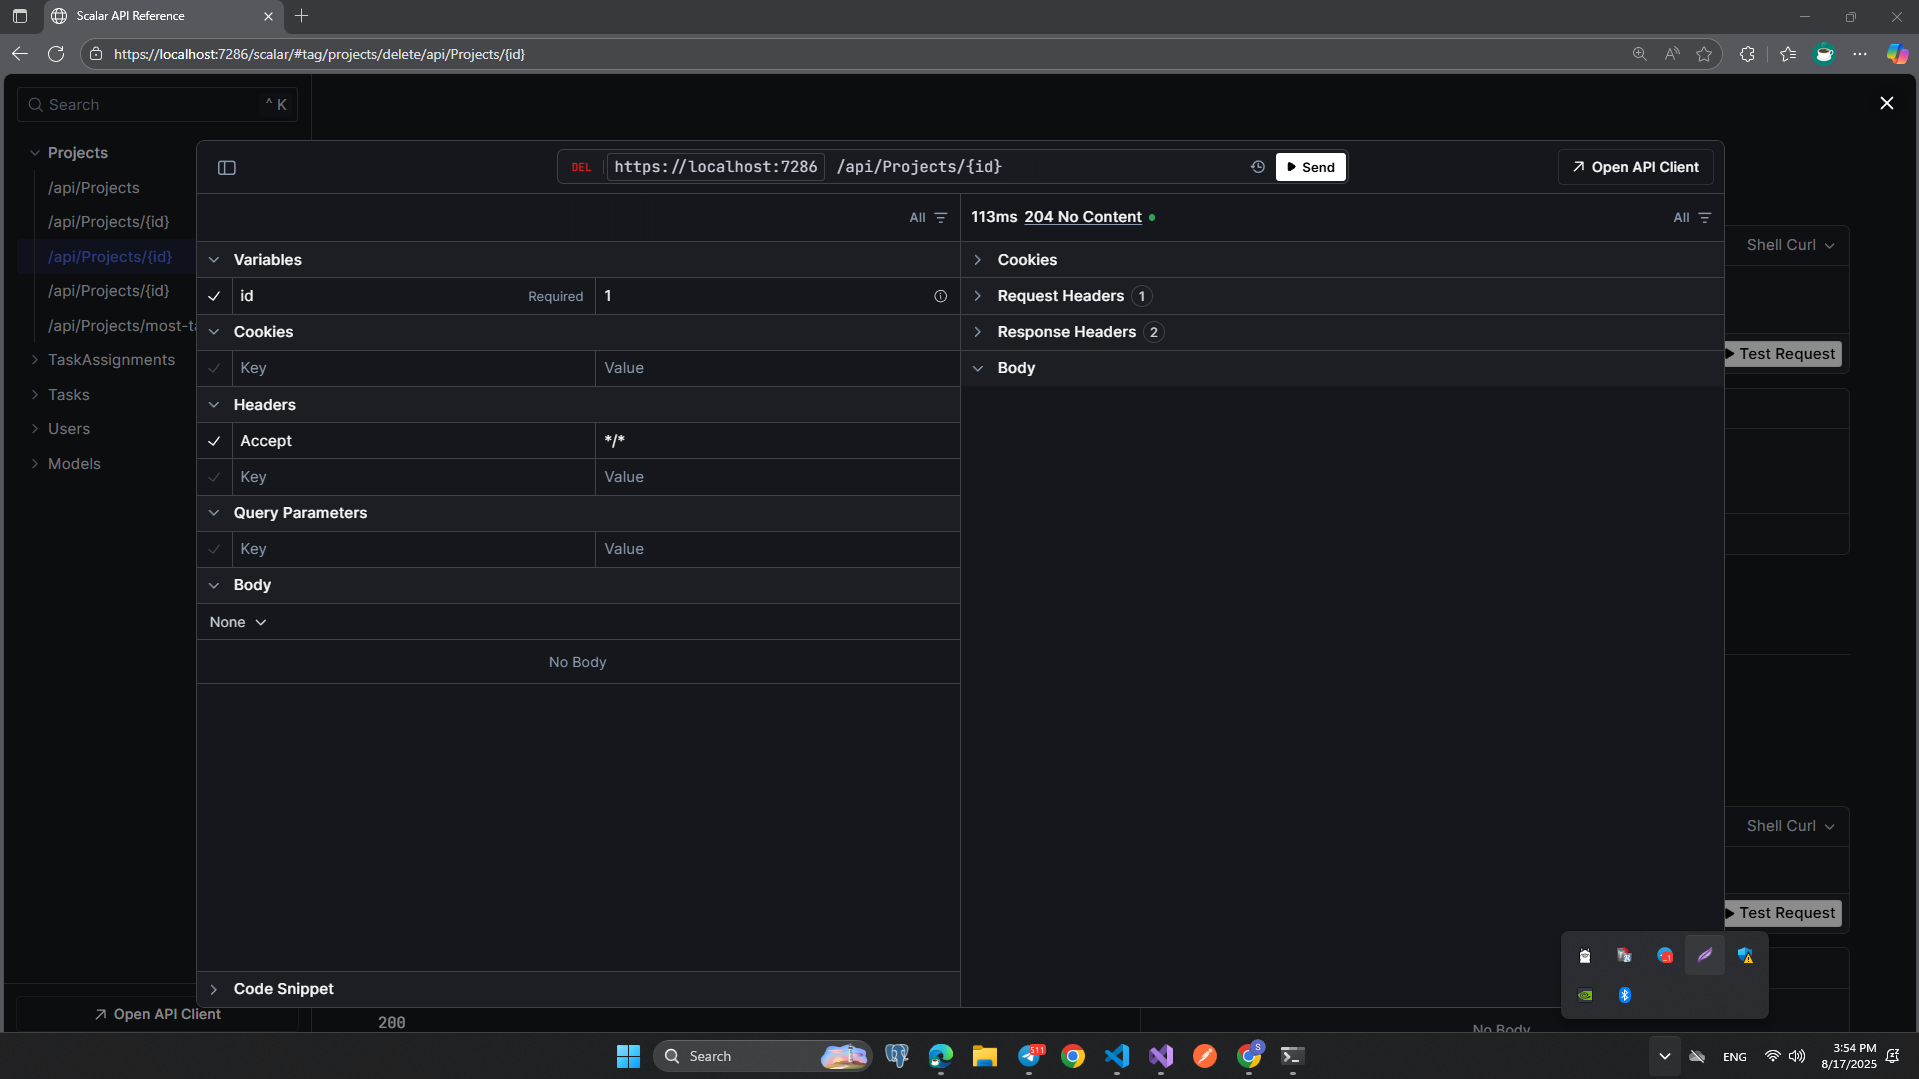 Scalar API Reference
https://localhost:7286/scalar/#tag/projects/delete/api/Projects/{id}
Search ^ K
Projects
/api/Projects
/api/Projects/{id}
/api/Projects/{id}
/api/Projects/{id}
/api/Projects/most-ta
TaskAssignments
Tasks
Users
Models
Open API Client
DEL https://localhost:7286 /api/Projects/{id}
Send
Open API Client
All
Variables
id Required 1
Cookies
Key Value
Headers
Accept */*
Key Value
Query Parameters
Key Value
Body
None
No Body
Code Snippet
113ms 204 No Content
All
Cookies
Request Headers 1
Response Headers 2
Body
Shell Curl
Test Request
Shell Curl
Test Request
200
No Body
Search
511
S
ENG
3:54 PM
8/17/2025